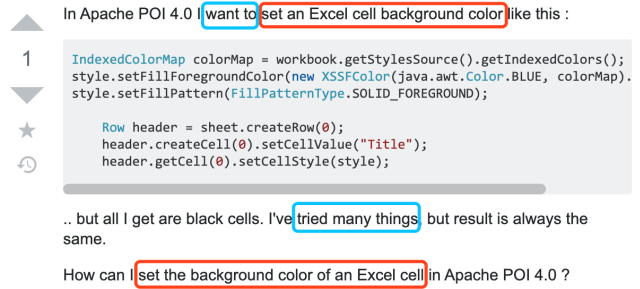 In Apache POI 4.0 I want to set an Excel cell background color like this :
1
IndexedColorMap colorMap = workbook.getStylesSource().getIndexedColors();
style.setFillForegroundColor(new XSSFColor(java.awt.Color.BLUE, colorMap).
style.setFillPattern(FillPatternType.SOLID_FOREGROUND);
Row header = sheet.createRow(0);
header.createCell(0).setCellValue("Title");
header.getCell(0).setCellStyle(style);
.. but all I get are black cells. I've tried many things, but result is always the
same.
How can I set the background color of an Excel cell in Apache POI 4.0 ?